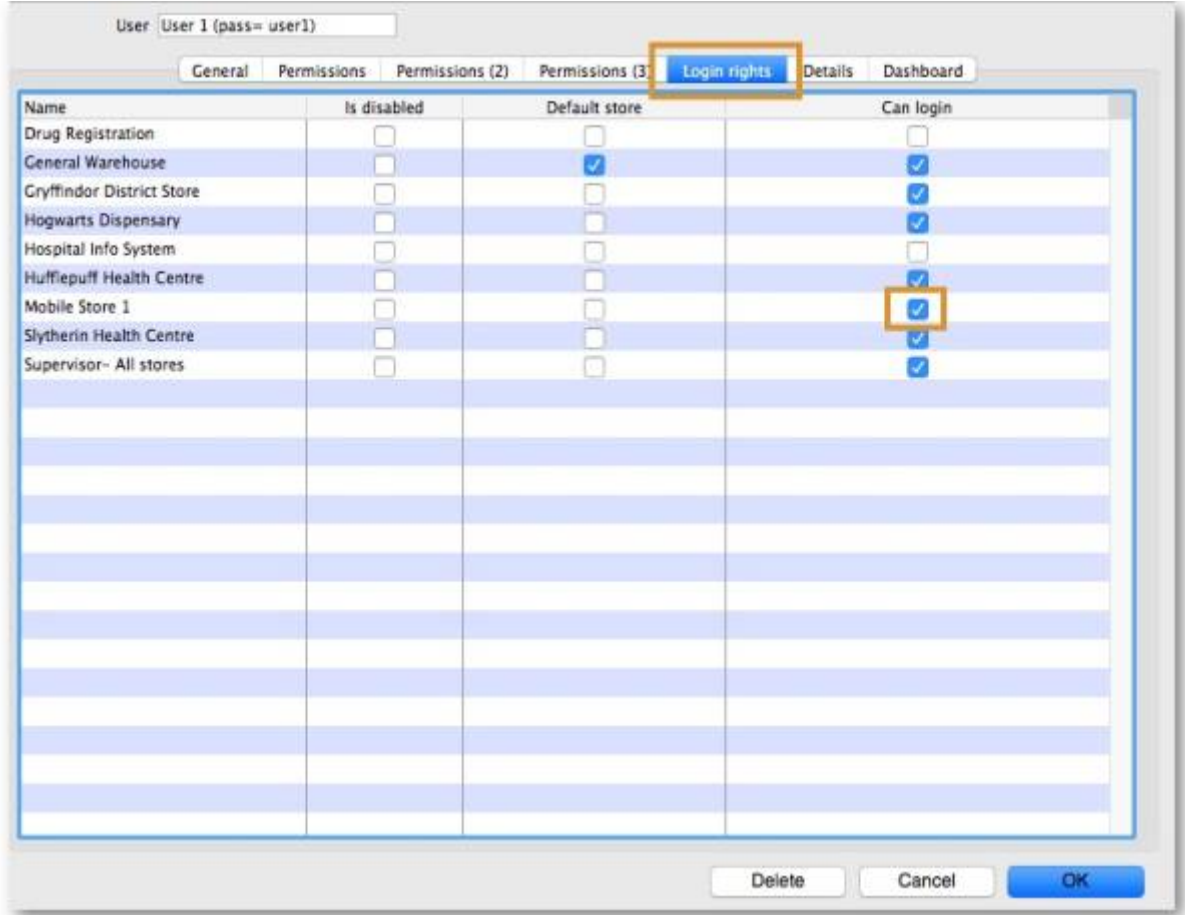 User User 1 (pass= user1)
General Permissions Permissions (2) Permissions (3) Login rights Details Dashboard
Name Is disabled Default store Can login
Drug Registration
General Warehouse
Gryffindor District Store
Hogwarts Dispensary
Hospital Info System
Hufflepuff Health Centre
Mobile Store 1
Slytherin Health Centre
Supervisor- All stores
Delete Cancel OK